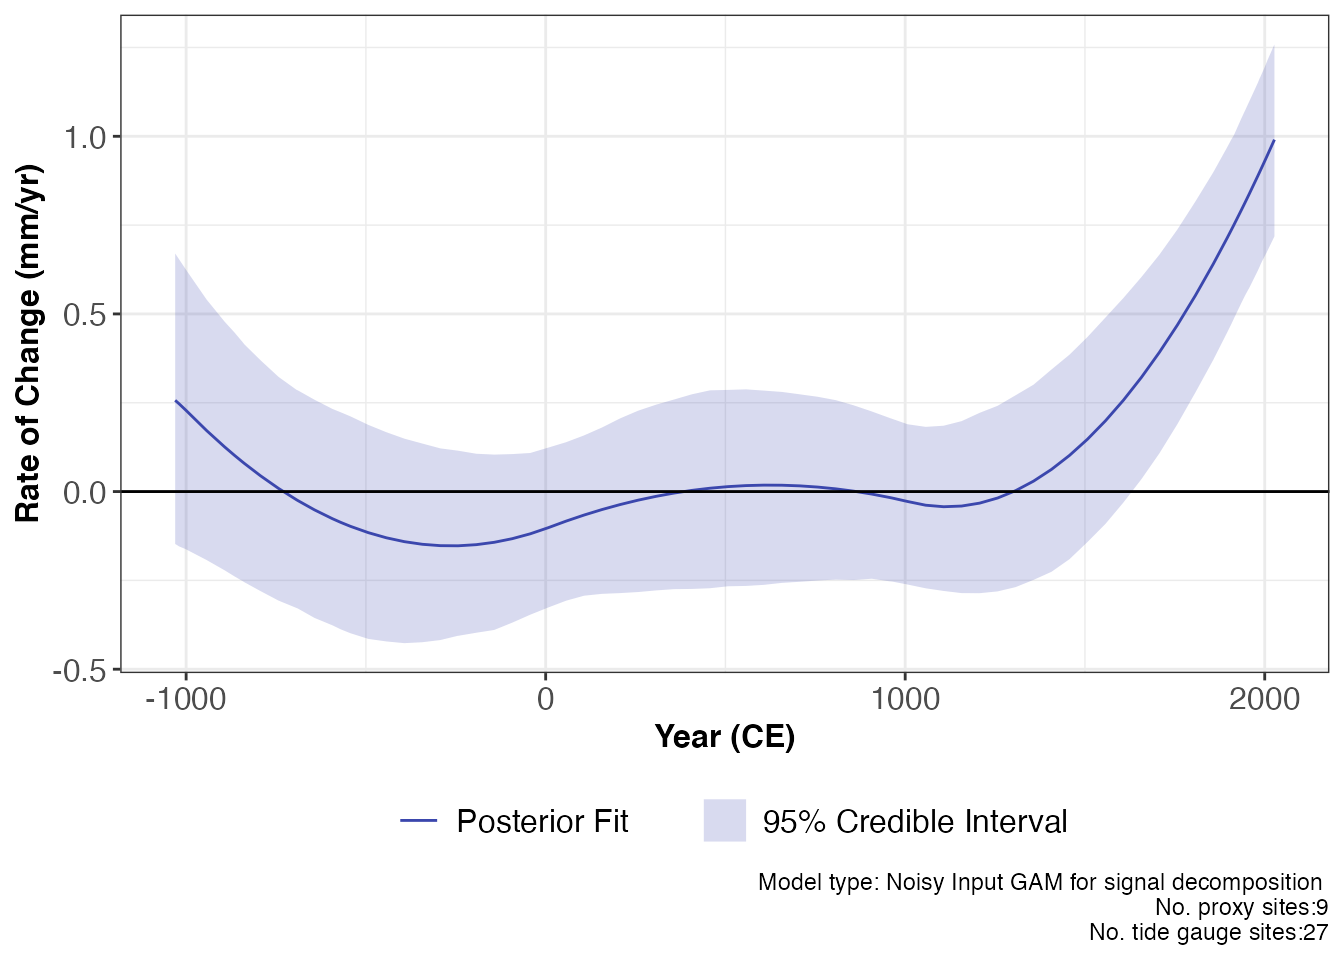 Rate of Change (mm/yr)
1.0
0.5
0.0
-0.5
-1000
0
1000
2000
Year (CE)
Posterior Fit
95% Credible Interval
Model type: Noisy Input GAM for signal decomposition
No. proxy sites:9
No. tide gauge sites:27